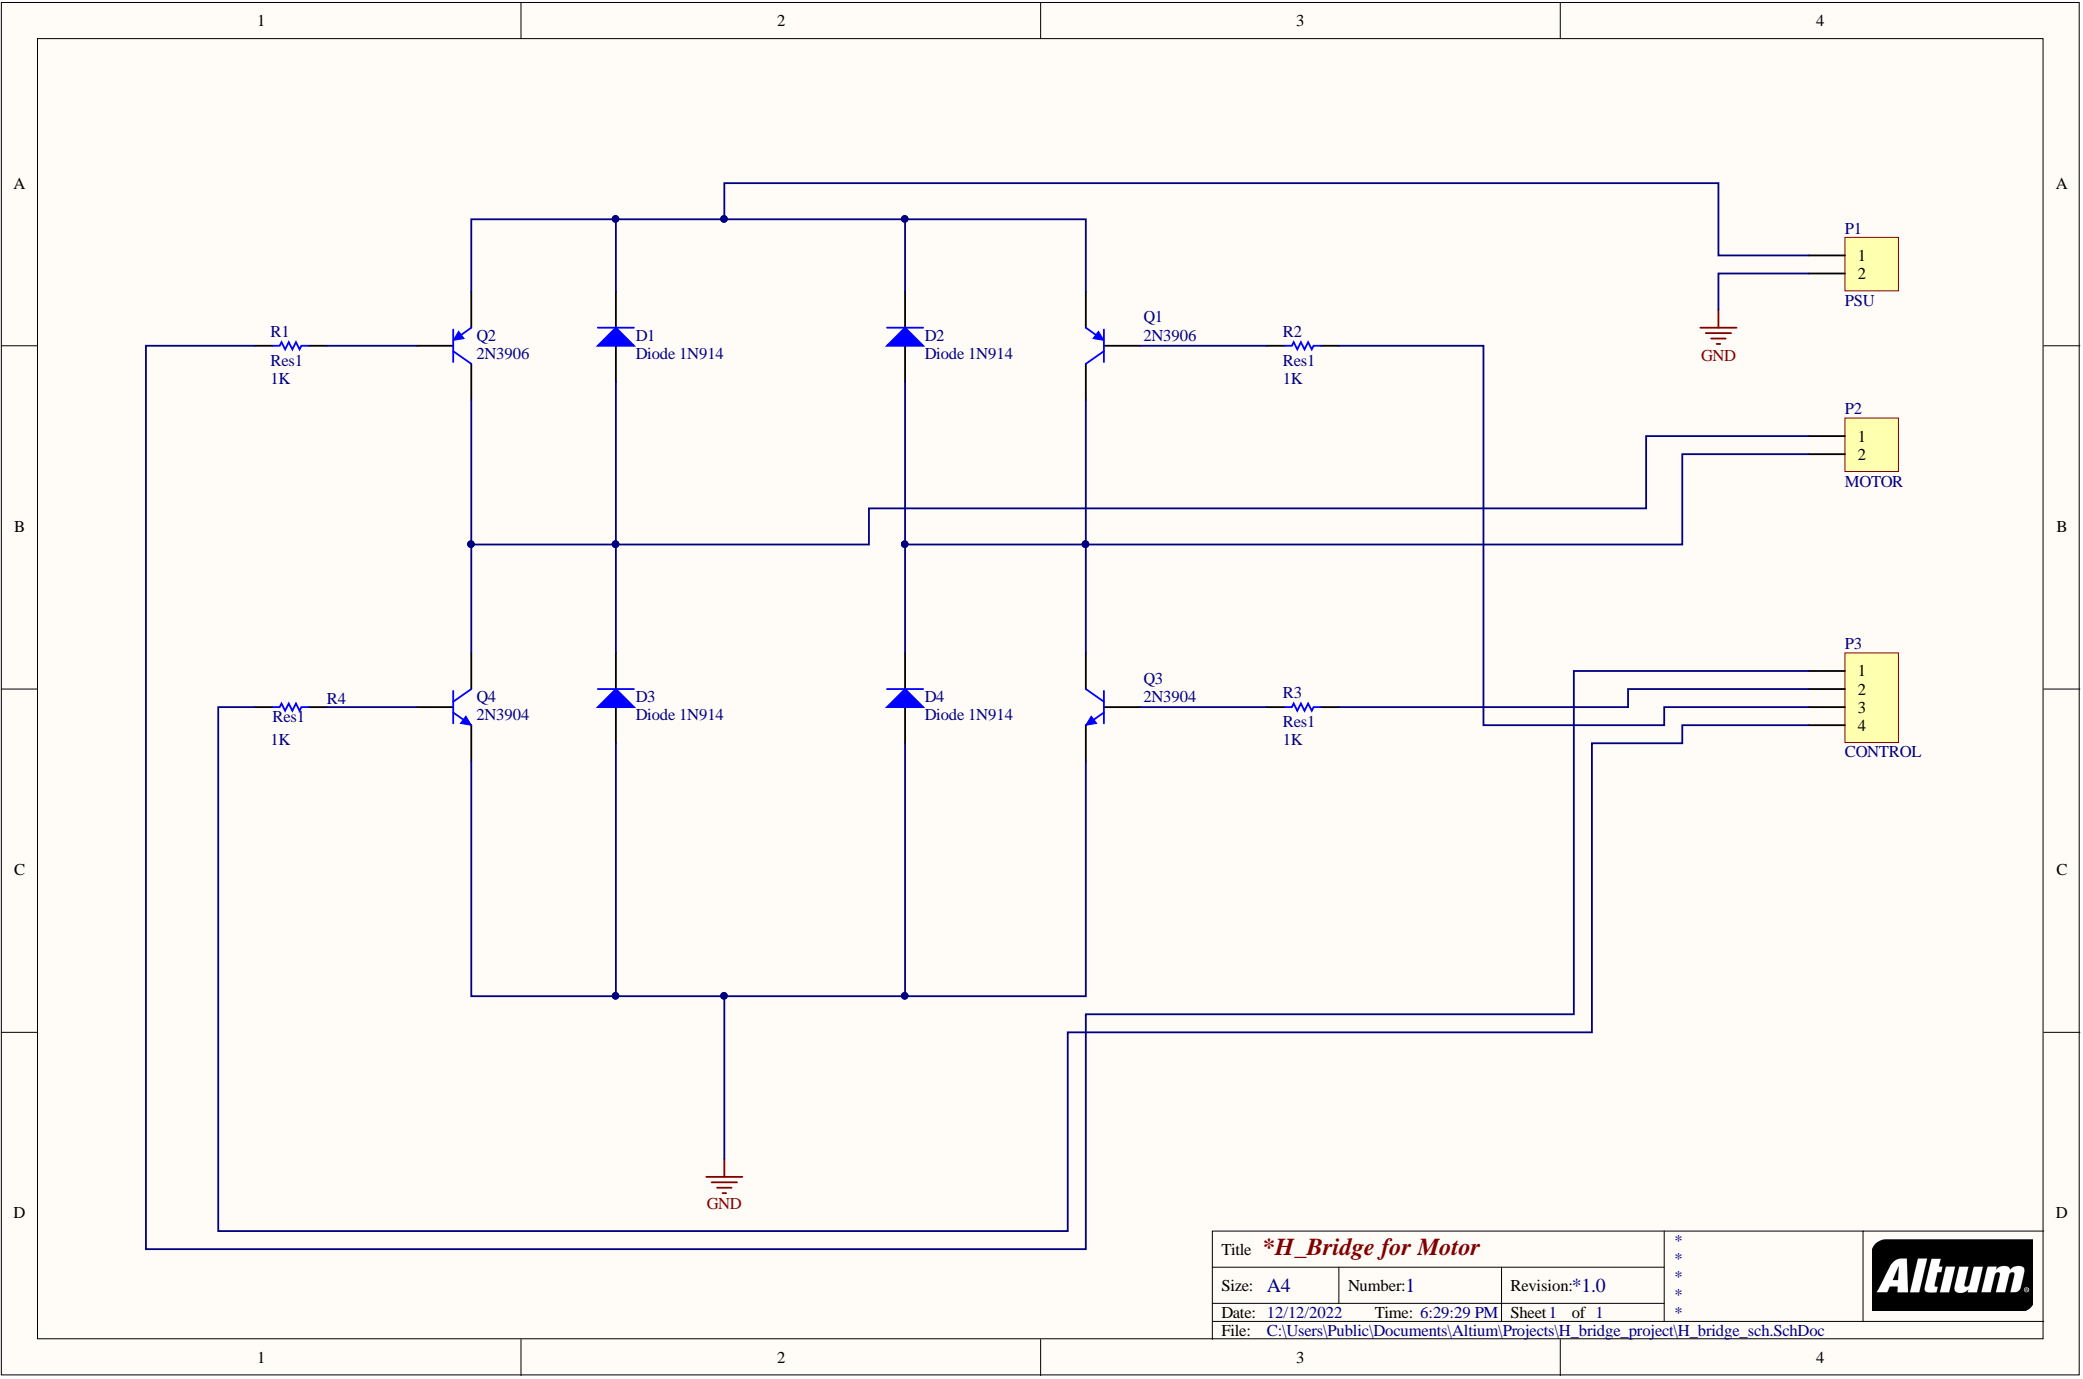 1 2 3 4
A A
P1
1
2
PSU
GND
R1
Res1
1K
Q2
2N3906
D1
Diode 1N914
D2
Diode 1N914
Q1
2N3906
R2
Res1
1K
P2
1
2
MOTOR
B B
P3
1
2
3
4
CONTROL
R4
Res1
1K
Q4
2N3904
D3
Diode 1N914
D4
Diode 1N914
Q3
2N3904
R3
Res1
1K
C C
GND
D D
Title *H_Bridge for Motor
Size: A4 Number:1 Revision:*1.0
Date: 12/12/2022 Time: 6:29:29 PM Sheet 1 of 1
File: C:\Users\Public\Documents\Altium\Projects\H_bridge_project\H_bridge_sch.SchDoc
*
*
*
*
*
Altium
1 2 3 4